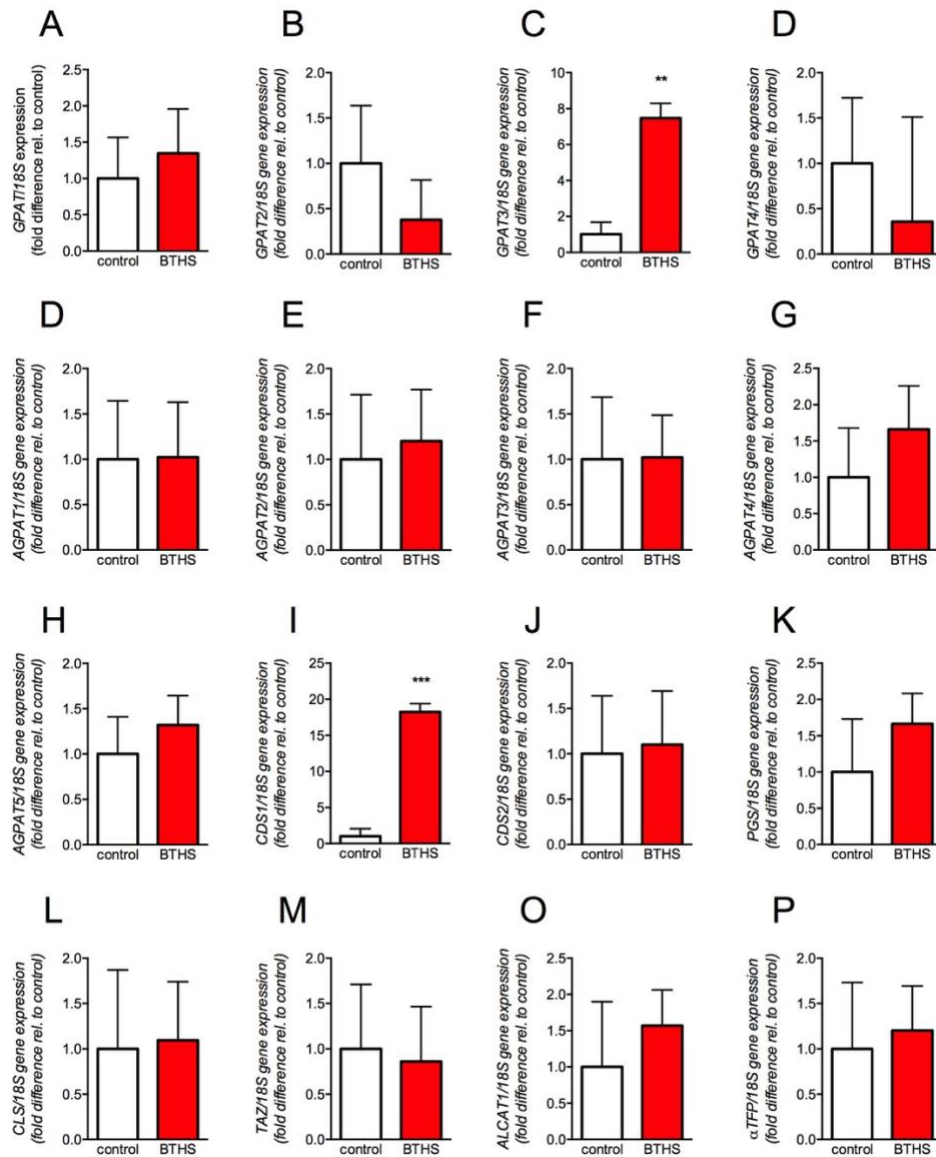 A
GPAT/18S expression
(fold difference rel. to control)
2.5
2.0
1.5
1.0
0.5
0.0
control BTHS
B
GPAT2/18S gene expression
(fold difference rel. to control)
2.0
1.5
1.0
0.5
0.0
control BTHS
C
GPAT3/18S gene expression
(fold difference rel. to control)
10
8
6
4
2
0
**
control BTHS
D
GPAT4/18S gene expression
(fold difference rel. to control)
2.0
1.5
1.0
0.5
0.0
control BTHS
D
AGPAT1/18S gene expression
(fold difference rel. to control)
2.0
1.5
1.0
0.5
0.0
control BTHS
E
AGPAT2/18S gene expression
(fold difference rel. to control)
2.0
1.5
1.0
0.5
0.0
control BTHS
F
AGPAT3/18S gene expression
(fold difference rel. to control)
2.0
1.5
1.0
0.5
0.0
control BTHS
G
AGPAT4/18S gene expression
(fold difference rel. to control)
2.5
2.0
1.5
1.0
0.5
0.0
control BTHS
H
AGPAT5/18S gene expression
(fold difference rel. to control)
2.0
1.5
1.0
0.5
0.0
control BTHS
I
CDS1/18S gene expression
(fold difference rel. to control)
25
20
15
10
5
0
***
control BTHS
J
CDS2/18S gene expression
(fold difference rel. to control)
2.0
1.5
1.0
0.5
0.0
control BTHS
K
PGS/18S gene expression
(fold difference rel. to control)
2.5
2.0
1.5
1.0
0.5
0.0
control BTHS
L
CLS/18S gene expression
(fold difference rel. to control)
2.0
1.5
1.0
0.5
0.0
control BTHS
M
TAZ/18S gene expression
(fold difference rel. to control)
2.0
1.5
1.0
0.5
0.0
control BTHS
O
ALCAT1/18S gene expression
(fold difference rel. to control)
2.5
2.0
1.5
1.0
0.5
0.0
control BTHS
P
αTFP/18S gene expression
(fold difference rel. to control)
2.0
1.5
1.0
0.5
0.0
control BTHS